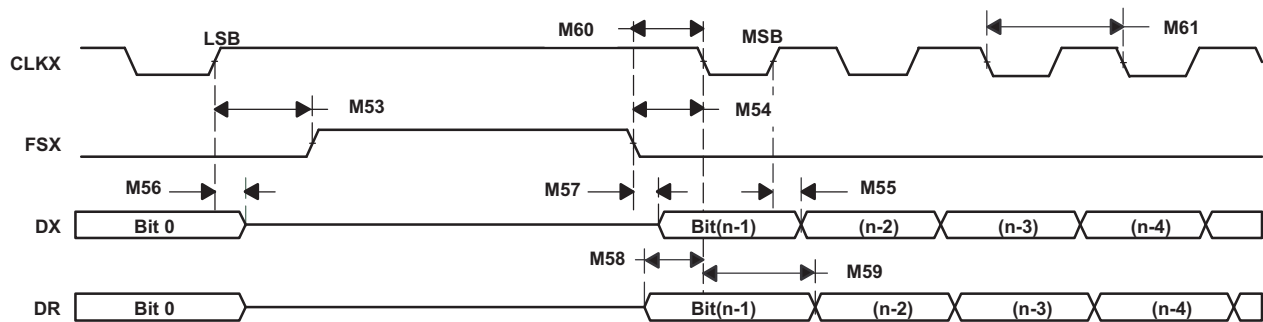 M60 M61
LSB MSB
CLKX
M53 M54
FSX
M56 M57 M55
DX Bit 0 Bit(n-1) (n-2) (n-3) (n-4)
M58 M59
DR Bit 0 Bit(n-1) (n-2) (n-3) (n-4)